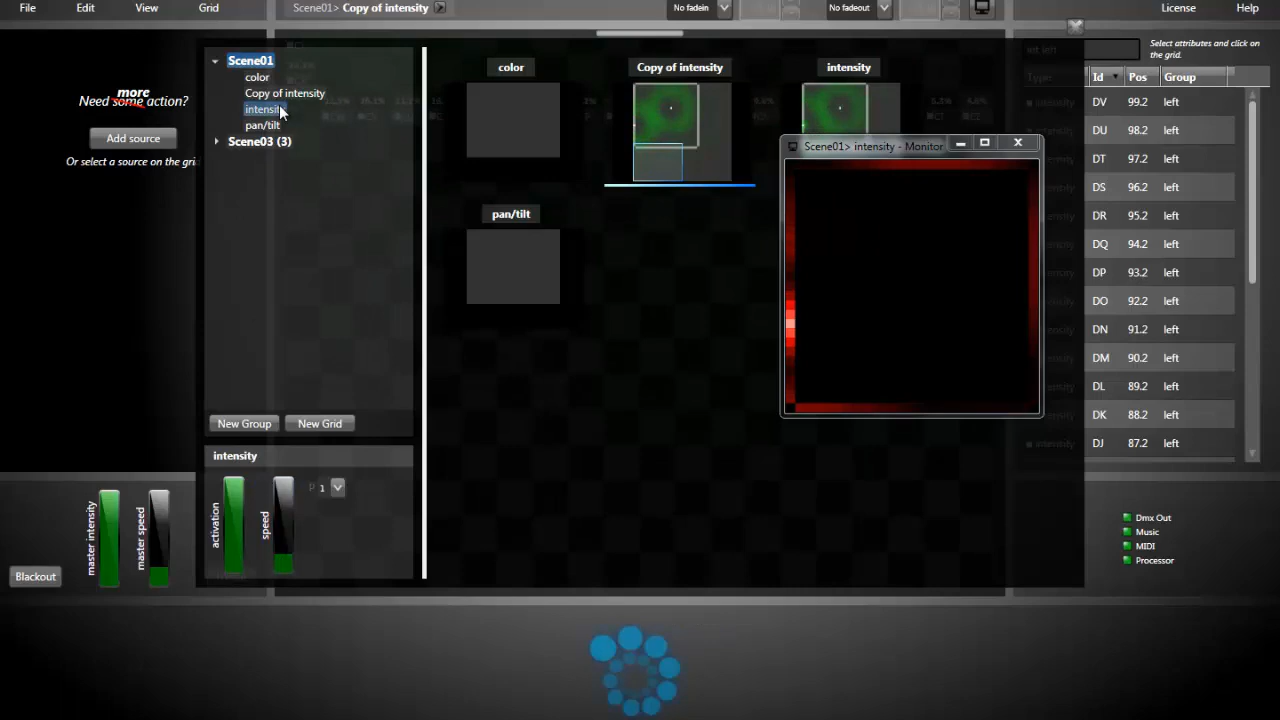 File
Edit
View
Grid
Scene01> Copy of intensity
No fadein
No fadeout
License
Help
Need some action?
more
Add source
Or select a source on the gri
Scene01
color
Copy of intensity
intensit
pan/tilt
Scene03 (3)
New Group
New Grid
intensity
activation
speed
P 1
master intensity
master speed
Blackout
color
Copy of intensity
intensity
pan/tilt
Scene01> intensity - Monitor
Select attributes and click on
the grid.
Type
Id
Pos
Group
intensity
DV 99.2 left
DU 98.2 left
DT 97.2 left
DS 96.2 left
DR 95.2 left
DQ 94.2 left
DP 93.2 left
DO 92.2 left
DN 91.2 left
DM 90.2 left
DL 89.2 left
DK 88.2 left
intensity DJ 87.2 left
Dmx Out
Music
MIDI
Processor